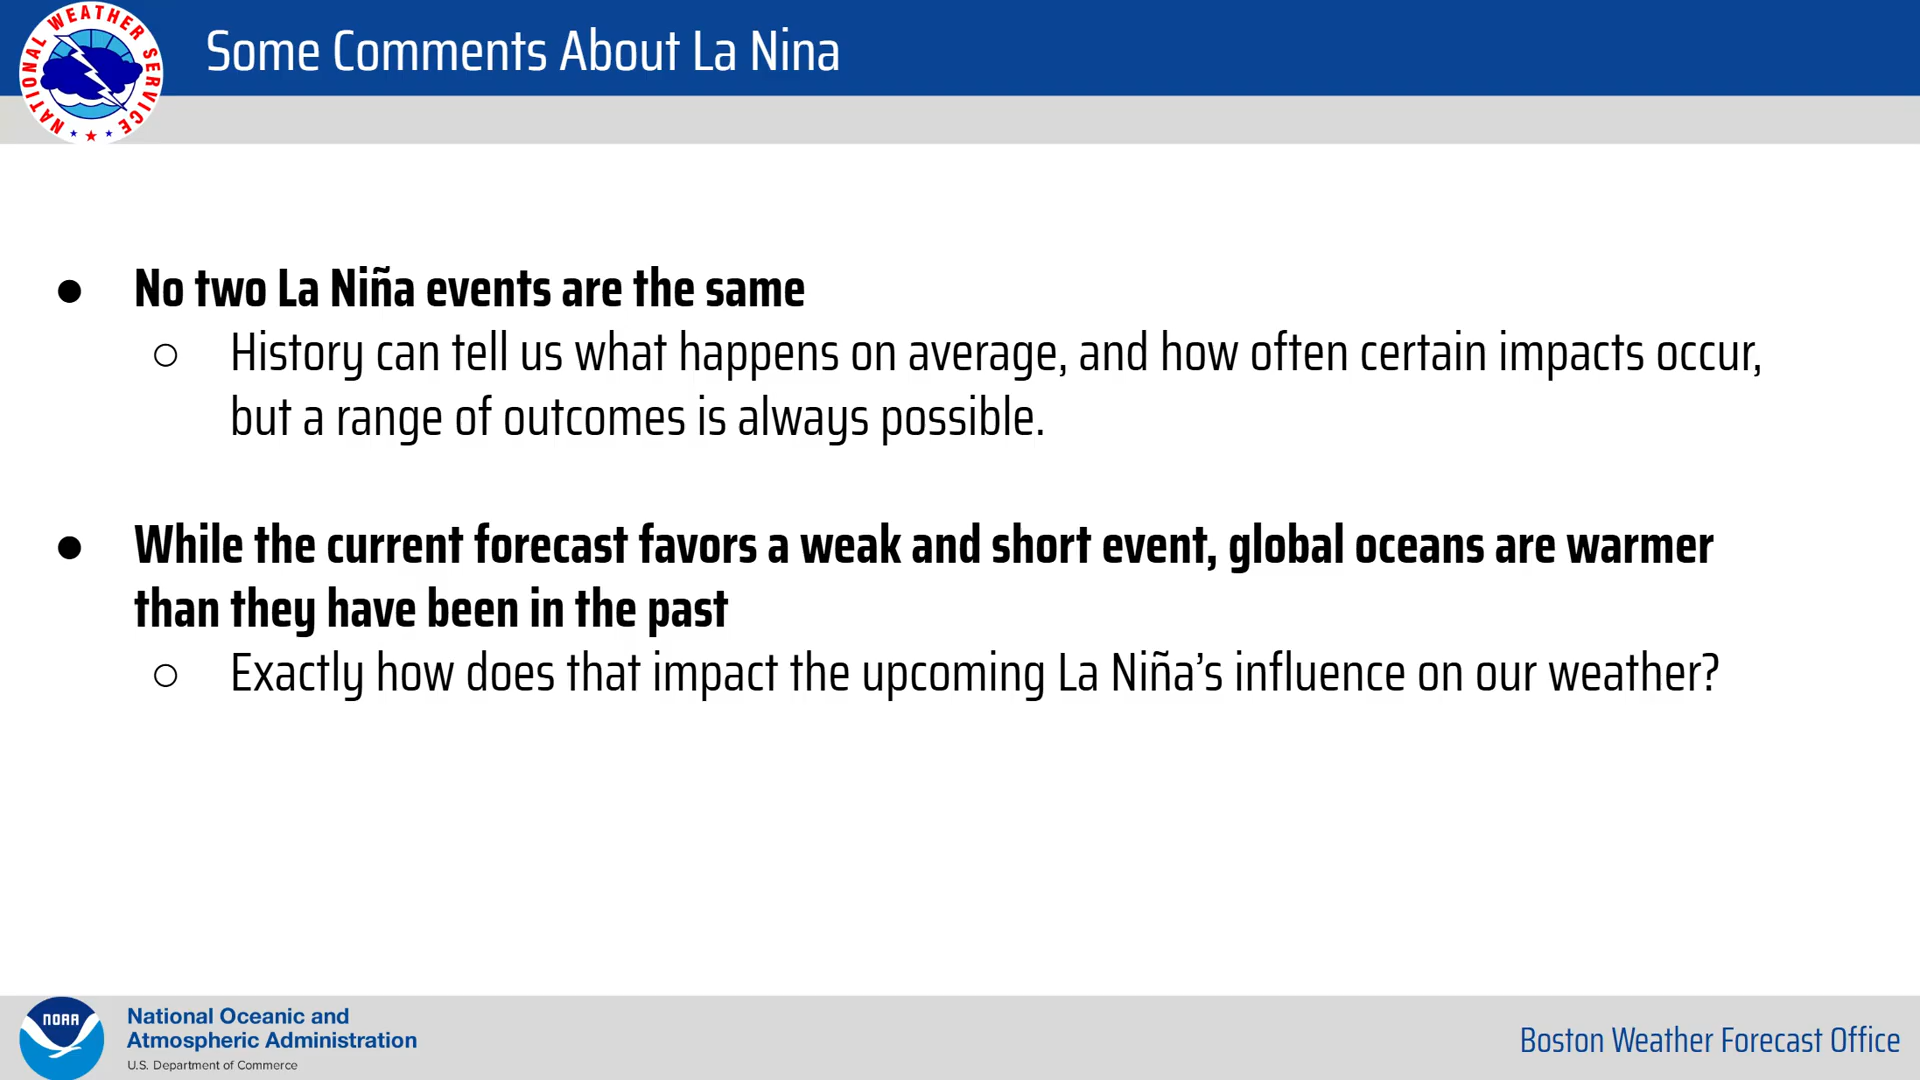 NATIONAL WEATHER SERVICE
Some Comments About La Nina
● No two La Niña events are the same
○ History can tell us what happens on average, and how often certain impacts occur,
but a range of outcomes is always possible.
● While the current forecast favors a weak and short event, global oceans are warmer
than they have been in the past
○ Exactly how does that impact the upcoming La Niña’s influence on our weather?
NOAA
National Oceanic and
Atmospheric Administration
U.S. Department of Commerce
Boston Weather Forecast Office